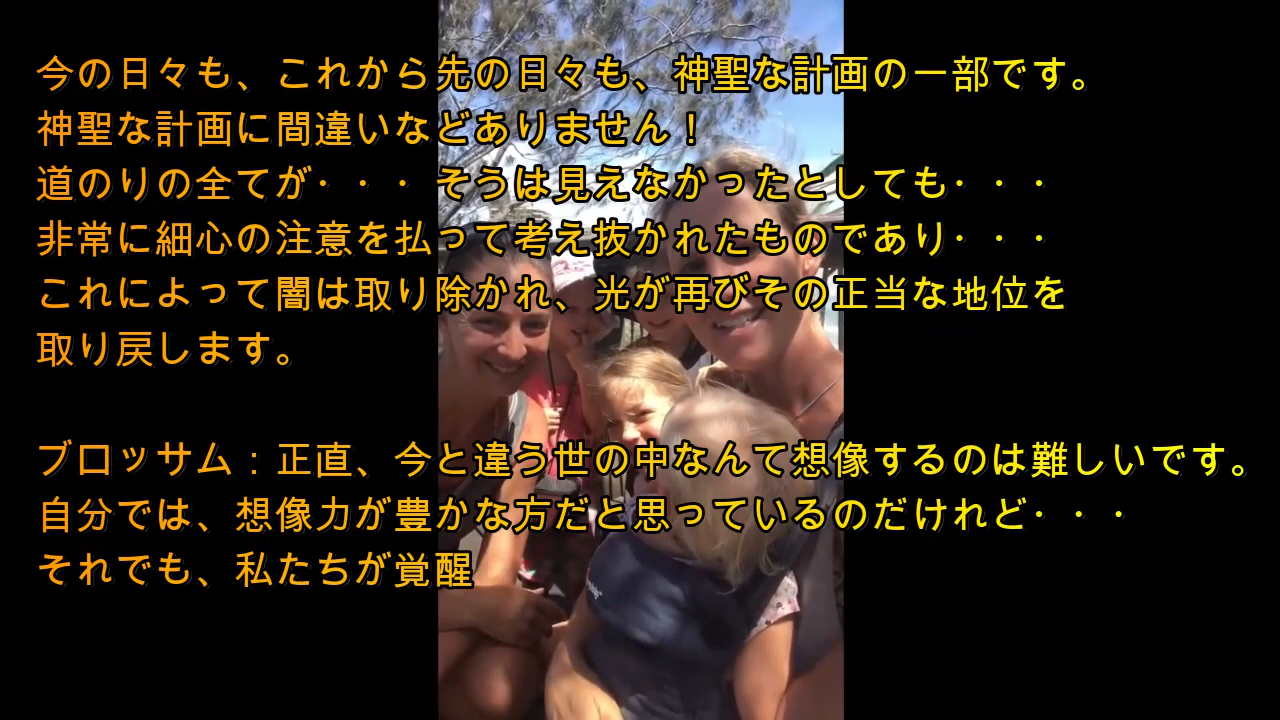 今の日々も、これから先の日々も、神聖な計画の一部です。
神聖な計画に間違いなどありません！
道のりの全てが・・・ そうは見えなかったとしても・・・
非常に細心の注意を払って考え抜かれたものであり・・・
これによって闇は取り除かれ、光が再びその正当な地位を
取り戻します。
ブロッサム：正直、今と違う世の中なんて想像するのは難しいです。
自分では、想像力が豊かな方だと思っているのだけれど・・・
それでも、私たちが覚醒